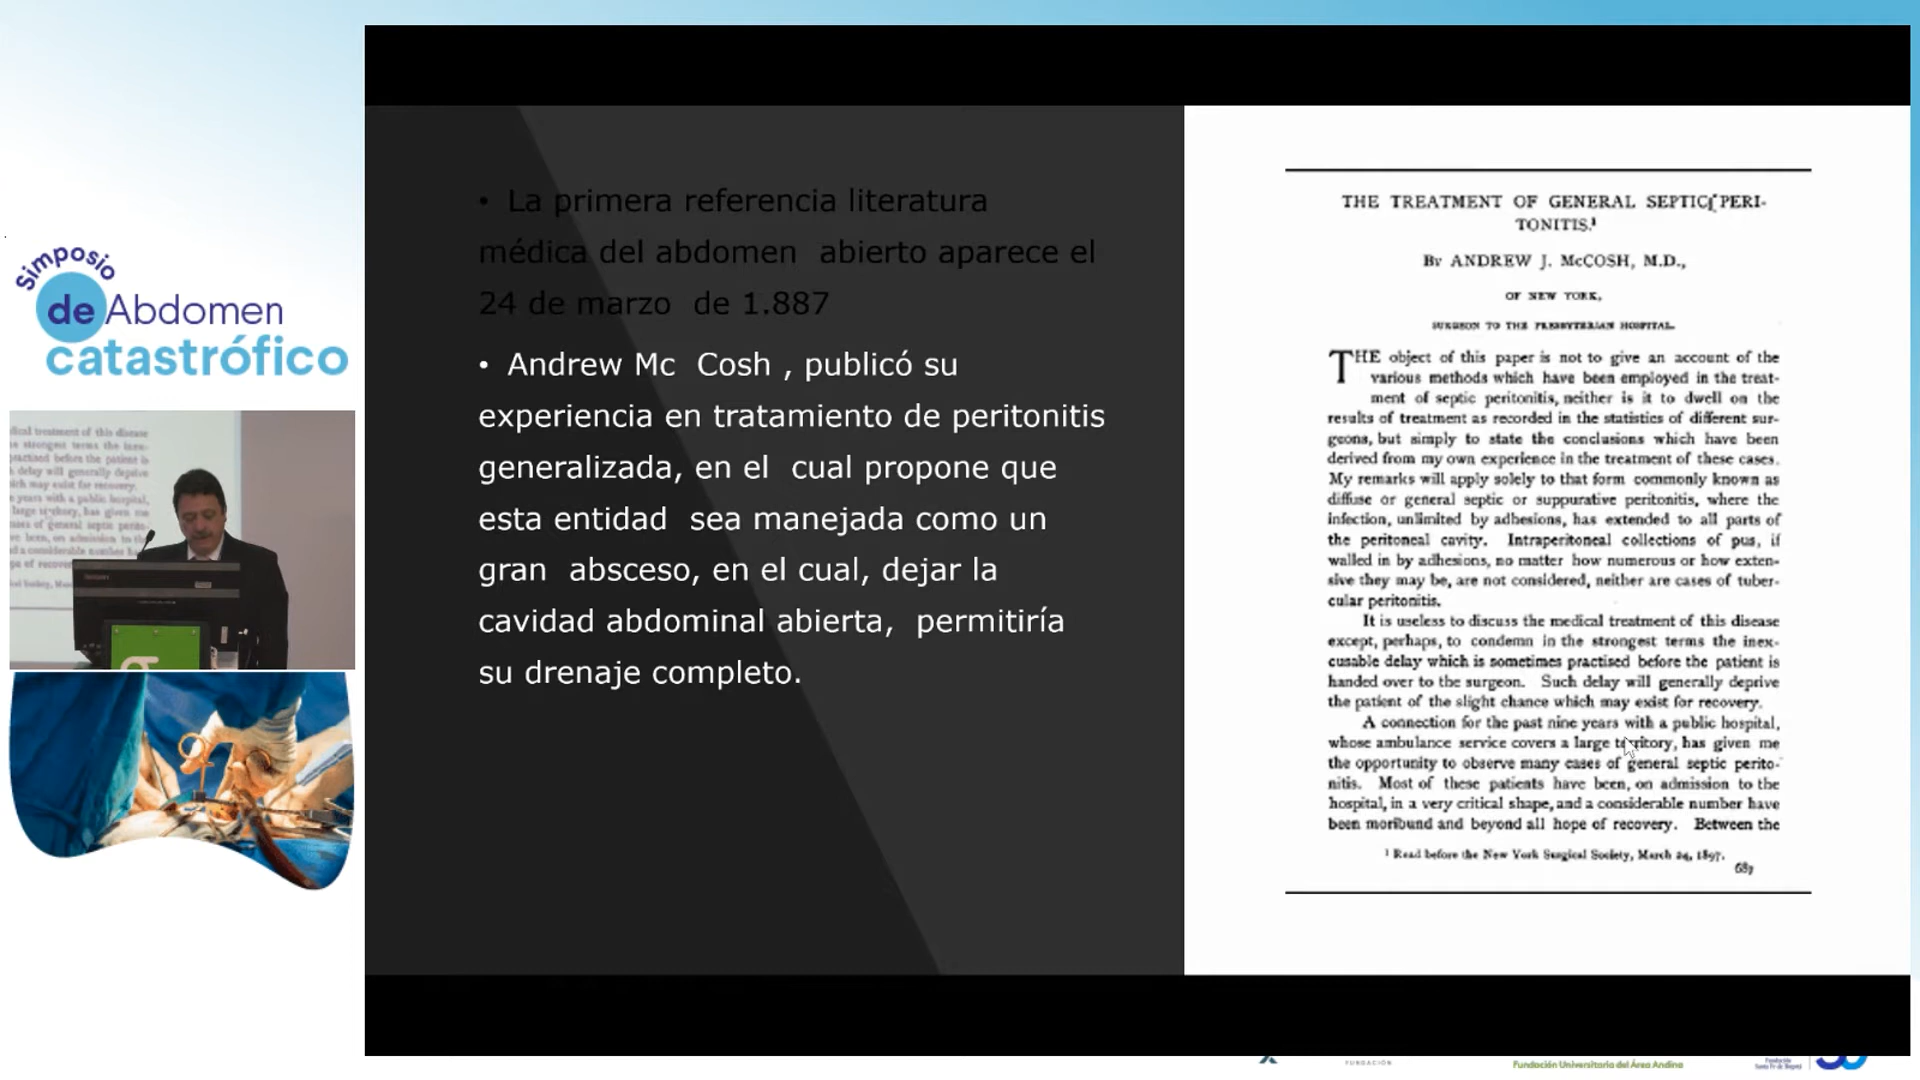 Simposio
de Abdomen
catastrófico
• La primera referencia literatura
médica del abdomen abierto aparece el
24 de marzo de 1.887
• Andrew Mc Cosh , publicó su
experiencia en tratamiento de peritonitis
generalizada, en el cual propone que
esta entidad sea manejada como un
gran absceso, en el cual, dejar la
cavidad abdominal abierta, permitiría
su drenaje completo.
THE TREATMENT OF GENERAL SEPTIC PERI-
TONITIS.¹
By ANDREW J. McCOSH, M.D.,
OF NEW YORK,
SURGEON TO THE PRESBYTERIAN HOSPITAL.
THE object of this paper is not to give an account of the
various methods which have been employed in the treat-
ment of septic peritonitis, neither is it to dwell on the
results of treatment as recorded in the statistics of different sur-
geons, but simply to state the conclusions which have been
derived from my own experience in the treatment of these cases.
My remarks will apply solely to that form commonly known as
diffuse or general septic or suppurative peritonitis, where the
infection, unlimited by adhesions, has extended to all parts of
the peritoneal cavity. Intraperitoneal collections of pus, if
walled in by adhesions, no matter how numerous or how exten-
sive they may be, are not considered, neither are cases of tuber-
cular peritonitis.
It is useless to discuss the medical treatment of this disease
except, perhaps, to condemn in the strongest terms the inex-
cusable delay which is sometimes practised before the patient is
handed over to the surgeon. Such delay will generally deprive
the patient of the slight chance which may exist for recovery.
A connection for the past nine years with a public hospital,
whose ambulance service covers a large territory, has given me
the opportunity to observe many cases of general septic perito-
nitis. Most of these patients have been, on admission to the
hospital, in a very critical shape, and a considerable number have
been moribund and beyond all hope of recovery. Between the
¹ Read before the New York Surgical Society, March 24, 1897.
687
FUNDACIÓN
Fundación Universitaria del Área Andina